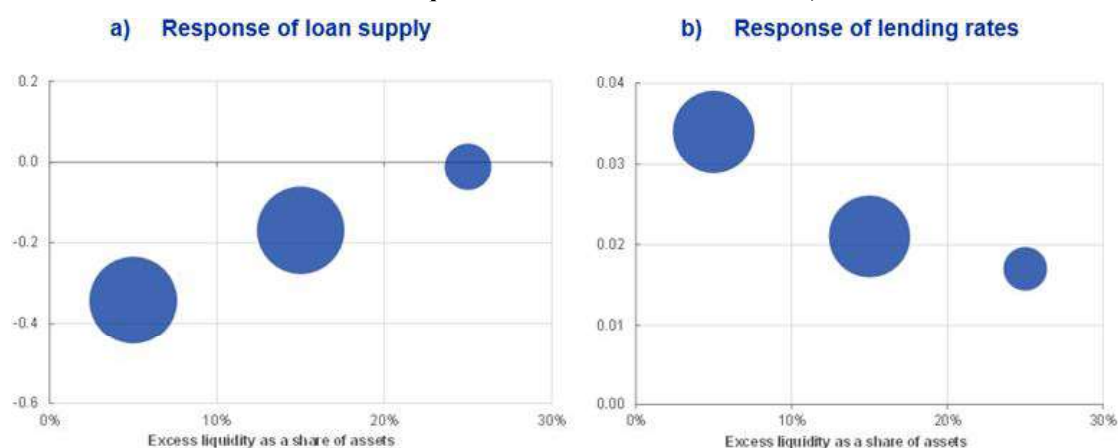 a) Response of loan supply
b) Response of lending rates
0.2
0.0
-0.2
-0.4
-0.6
0% 10% 20% 30%
Excess liquidity as a share of assets
0.04
0.03
0.02
0.01
0.00
0% 10% 20% 30%
Excess liquidity as a share of assets